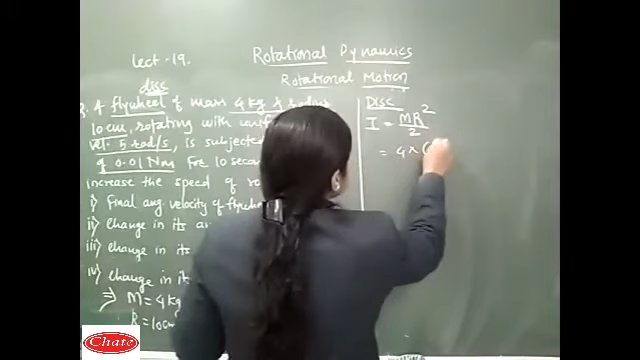 Lect - 19.
Rotational Dynamics
Rotational Motion
disc
A flywheel of mass 4 kg & radius
10 cm, rotating with
vel. 5 rad/s, is subjected
of 0.01 Nm For 10 second
increase the speed of
i) Final ang. velocity of flywheel
ii) Change in its
iii) Change in its
iv) Change in its
⇒ M = 4 kg
R = 10 cm
Disc
I = MR²/2
= 4 × (
Chate